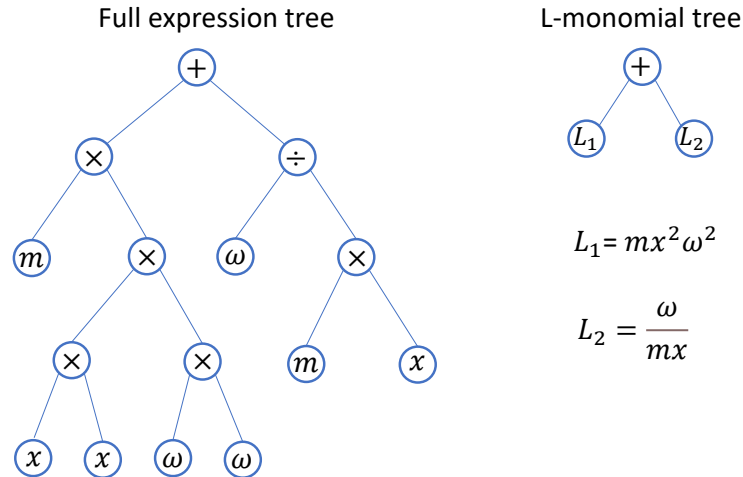 Full expression tree
L-monomial tree
+
+
× ÷
L₁ L₂
m × ω ×
L₁= mx²ω²
L₂ = ω/mx
× × m x
x x ω ω